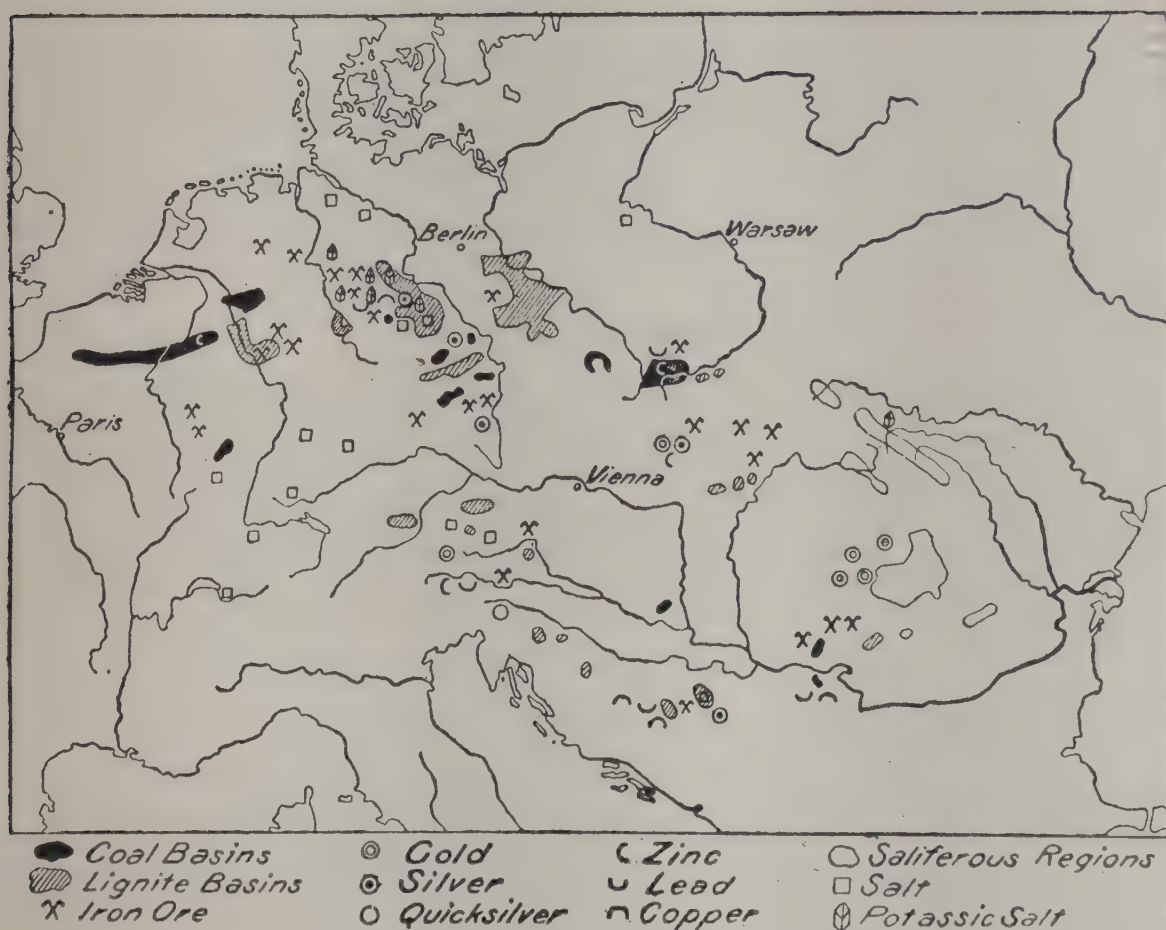 Berlin
Warsaw
Paris
Vienna
Coal Basins
Lignite Basins
Iron Ore
Gold
Silver
Quicksilver
Zinc
Lead
Copper
Saliferous Regions
Salt
Potassic Salt